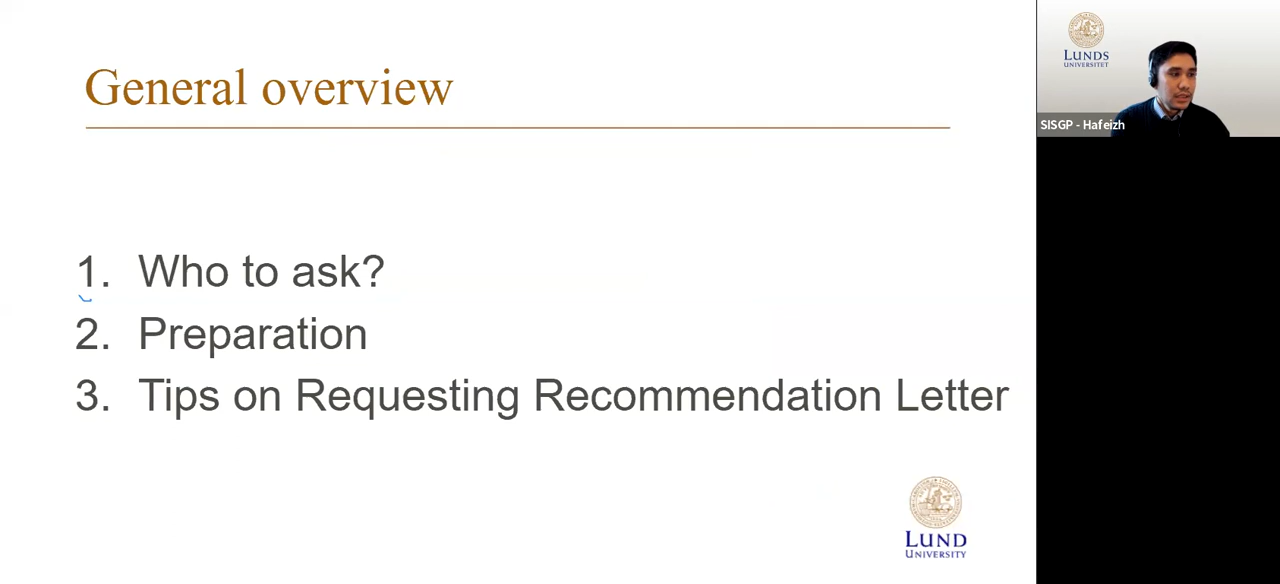 General overview
1. Who to ask?
2. Preparation
3. Tips on Requesting Recommendation Letter
LUND
UNIVERSITY
LUNDS
UNIVERSITET
SISGP - Hafeizh